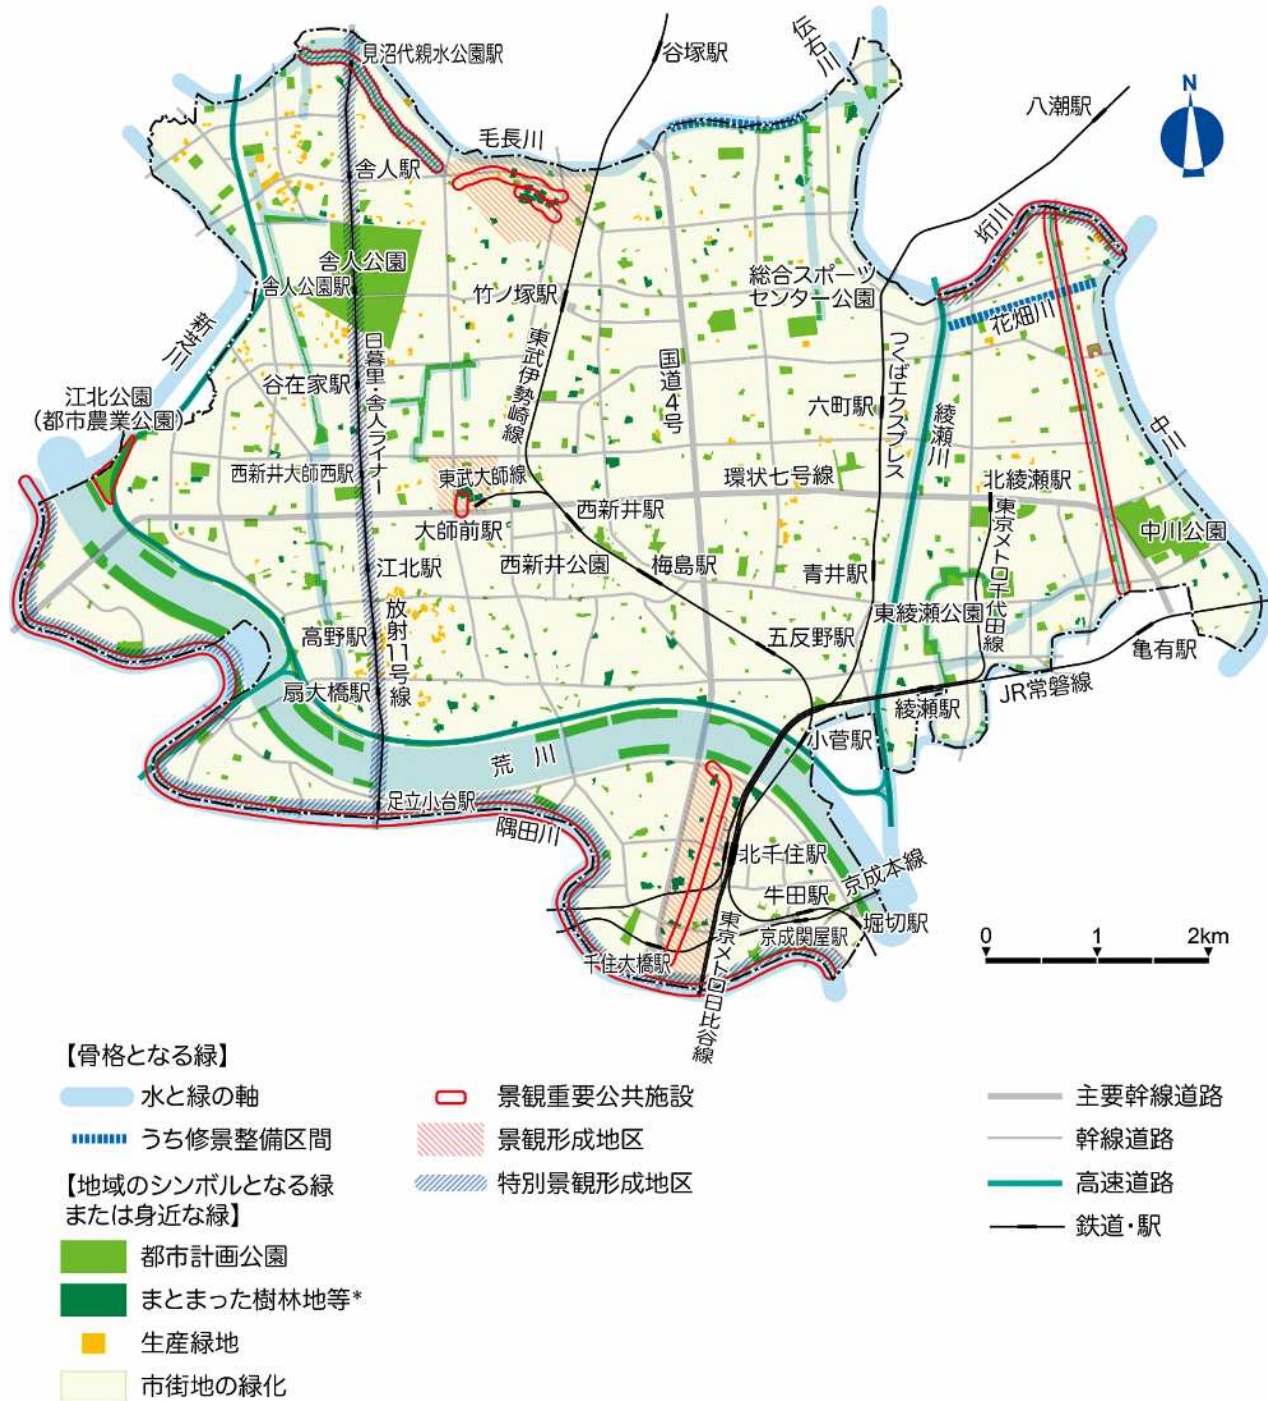 伝右川
見沼代親水公園駅
谷塚駅
N
八潮駅
毛長川
舎人駅
垳川
舎人公園
舎人公園駅
竹ノ塚駅
総合スポーツ
センター公園
花畑川
新芝川
日暮里・舎人ライナー
東武伊勢崎線
国道4号
つくばエクスプレス
谷在家駅
江北公園
(都市農業公園)
六町駅
綾瀬川
中川
西新井大師西駅
東武大師線
環状七号線
北綾瀬駅
大師前駅
西新井駅
東京メトロ千代田線
中川公園
江北駅
西新井公園
梅島駅
青井駅
放射11号線
高野駅
五反野駅
東綾瀬公園
亀有駅
扇大橋駅
綾瀬駅
JR常磐線
荒川
小菅駅
足立小台駅
隅田川
北千住駅
牛田駅
京成本線
京成関屋駅
堀切駅
千住大橋駅
東京メトロ日比谷線
0 1 2km
【骨格となる緑】
水と緑の軸
うち修景整備区間
【地域のシンボルとなる緑
または身近な緑】
都市計画公園
まとまった樹林地等*
生産緑地
市街地の緑化
景観重要公共施設
景観形成地区
特別景観形成地区
主要幹線道路
幹線道路
高速道路
鉄道・駅